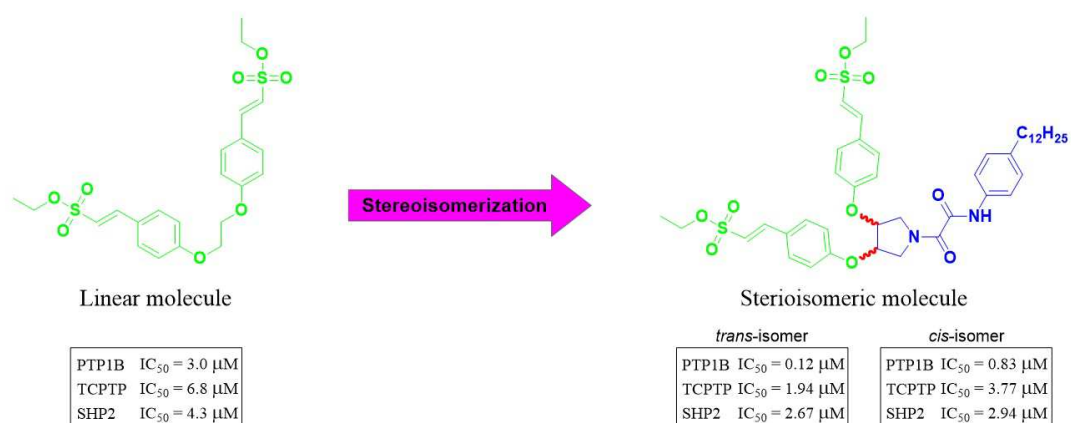 O
O
S
O
O
O
O
S
O
O
O
O
Stereoisomerization
Linear molecule
PTP1B IC50 = 3.0 μM
TCPTP IC50 = 6.8 μM
SHP2 IC50 = 4.3 μM
O
O
S
O
C12H25
O
NH
O
O
O
S
O
O
N
O
O
Sterioisomeric molecule
trans-isomer
PTP1B IC50 = 0.12 μM
TCPTP IC50 = 1.94 μM
SHP2 IC50 = 2.67 μM
cis-isomer
PTP1B IC50 = 0.83 μM
TCPTP IC50 = 3.77 μM
SHP2 IC50 = 2.94 μM